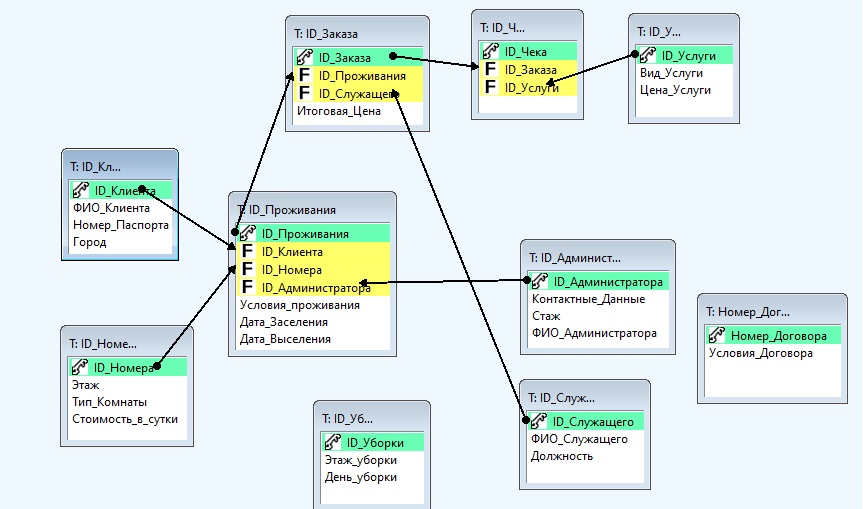 T: ID_Заказа
ID_Заказа
F ID_Проживания
F ID_Служащего
Итоговая_Цена
T: ID_Ч...
ID_Чека
F ID_Заказа
F ID_Услуги
T: ID_У...
ID_Услуги
Вид_Услуги
Цена_Услуги
T: ID_Кл...
ID_Клиента
ФИО_Клиента
Номер_Паспорта
Город
T: ID_Проживания
ID_Проживания
F ID_Клиента
F ID_Номера
F ID_Администратора
Условия_проживания
Дата_Заселения
Дата_Выселения
T: ID_Админист...
ID_Администратора
Контактные_Данные
Стаж
ФИО_Администратора
T: Номер_Дог...
Номер_Договора
Условия_Договора
T: ID_Номе...
ID_Номера
Этаж
Тип_Комнаты
Стоимость_в_сутки
T: ID_Уб...
ID_Уборки
Этаж_уборки
День_уборки
T: ID_Служ...
ID_Служащего
ФИО_Служащего
Должность